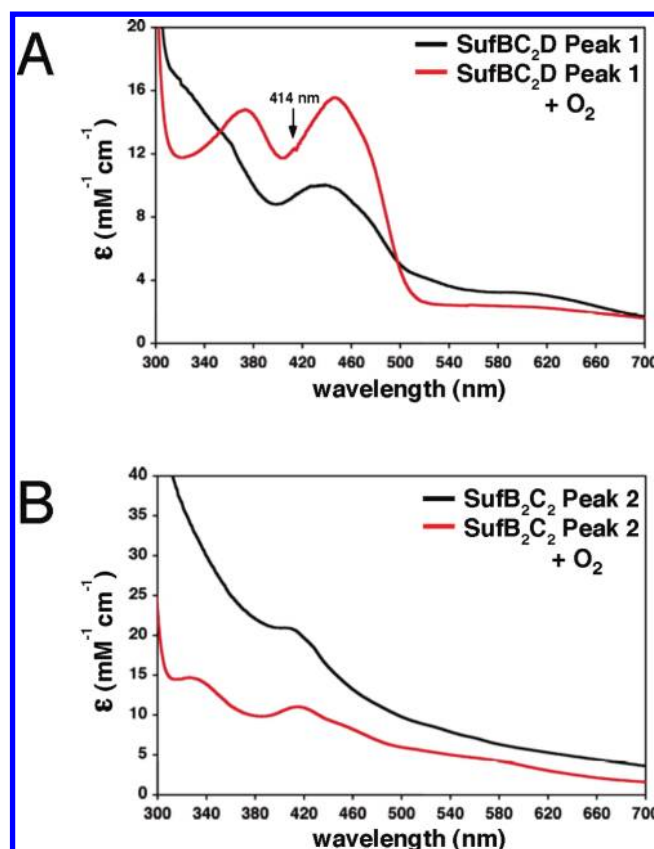 A
SufBC₂D Peak 1
SufBC₂D Peak 1
+ O₂
414 nm
20
16
12
8
4
0
ε (mM⁻¹ cm⁻¹)
300 340 380 420 460 500 540 580 620 660 700
wavelength (nm)
B
SufB₂C₂ Peak 2
SufB₂C₂ Peak 2
+ O₂
40
35
30
25
20
15
10
5
0
ε (mM⁻¹ cm⁻¹)
300 340 380 420 460 500 540 580 620 660 700
wavelength (nm)